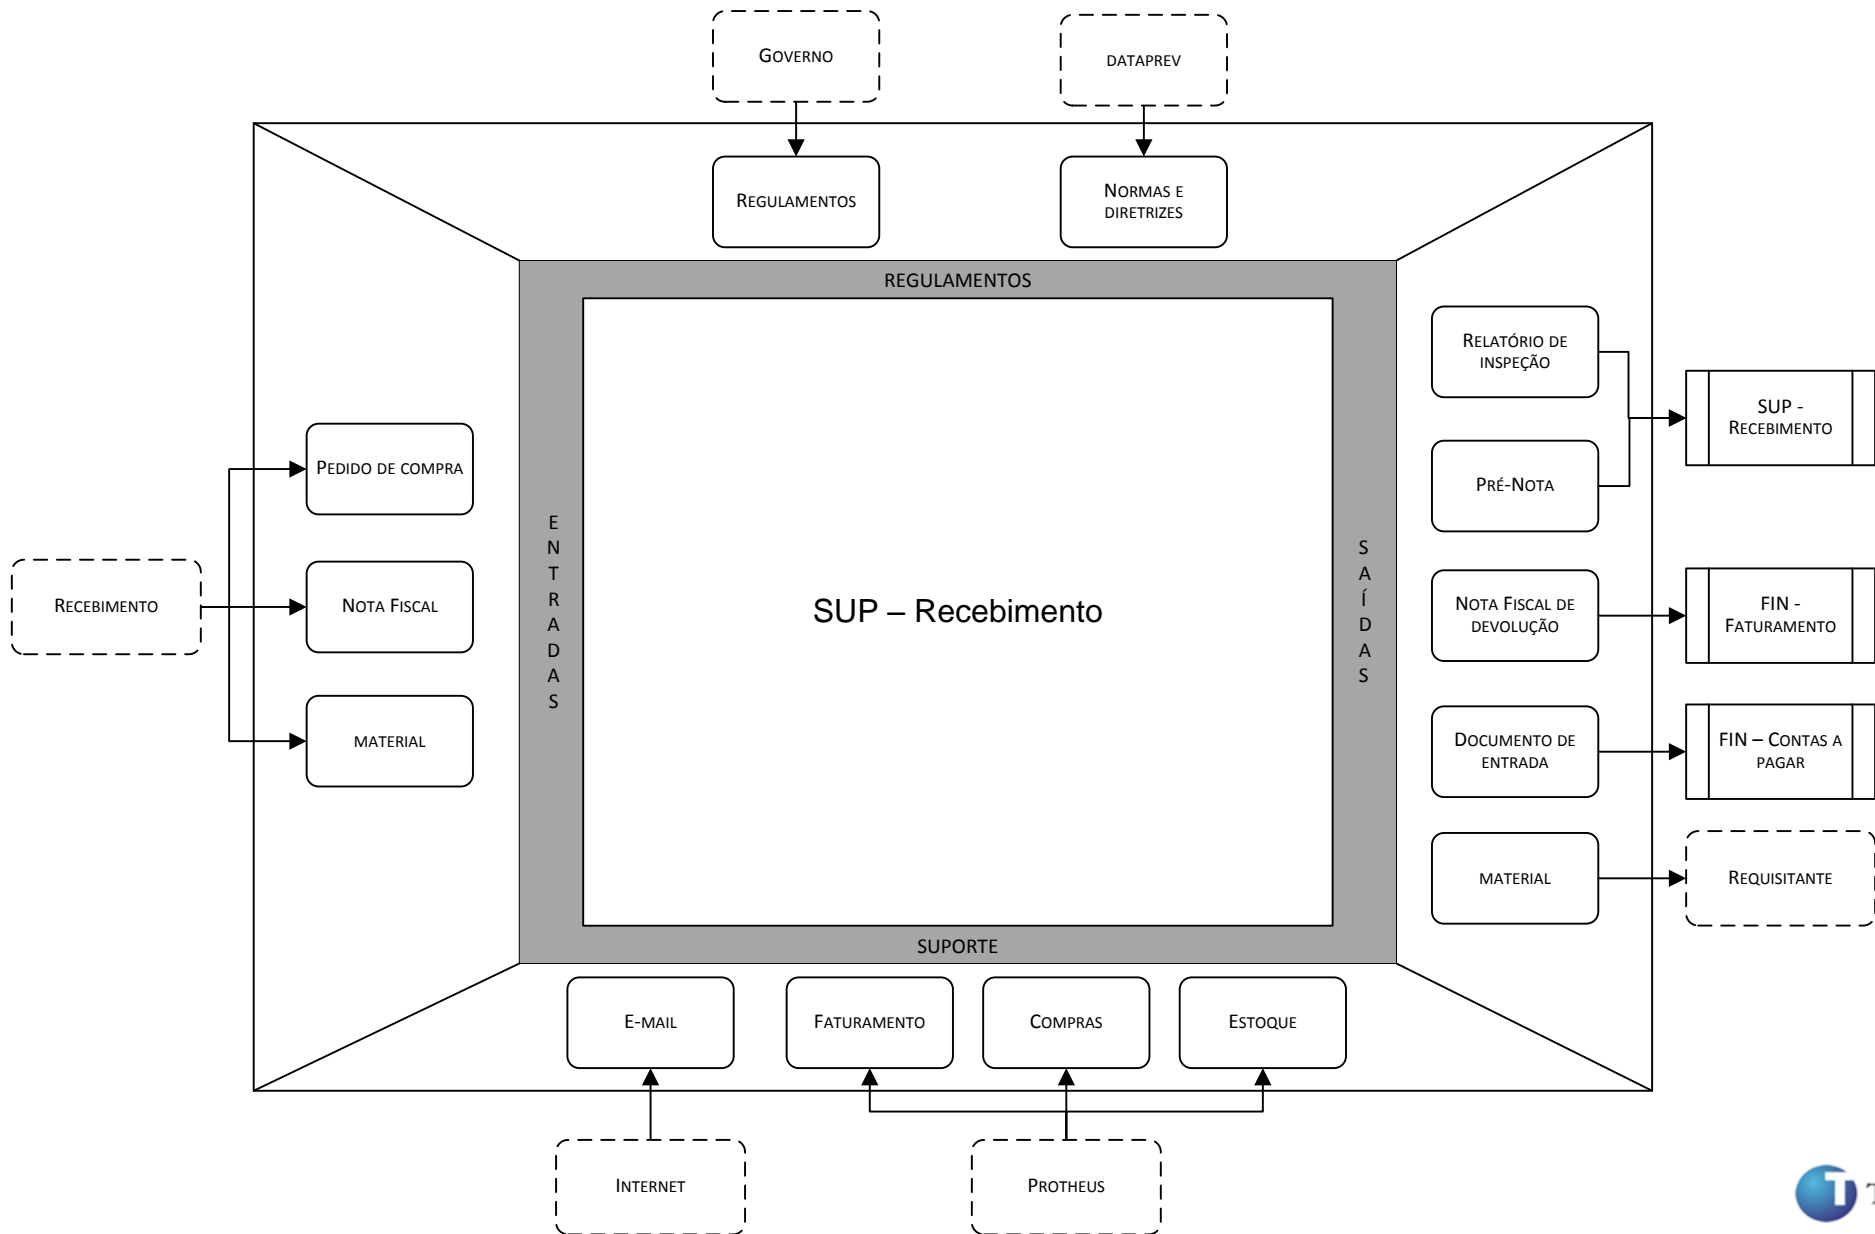 GOVERNO
DATAPREV
REGULAMENTOS
NORMAS E
DIRETRIZES
REGULAMENTOS
RELATÓRIO DE
INSPEÇÃO
SUP -
RECEBIMENTO
PEDIDO DE COMPRA
PRÉ-NOTA
ENTRADAS
SAÍDAS
RECEBIMENTO
NOTA FISCAL
SUP – Recebimento
NOTA FISCAL DE
DEVOLUÇÃO
FIN -
FATURAMENTO
MATERIAL
DOCUMENTO DE
ENTRADA
FIN – CONTAS A
PAGAR
MATERIAL
REQUISITANTE
SUPORTE
E-MAIL
FATURAMENTO
COMPRAS
ESTOQUE
INTERNET
PROTHEUS
T